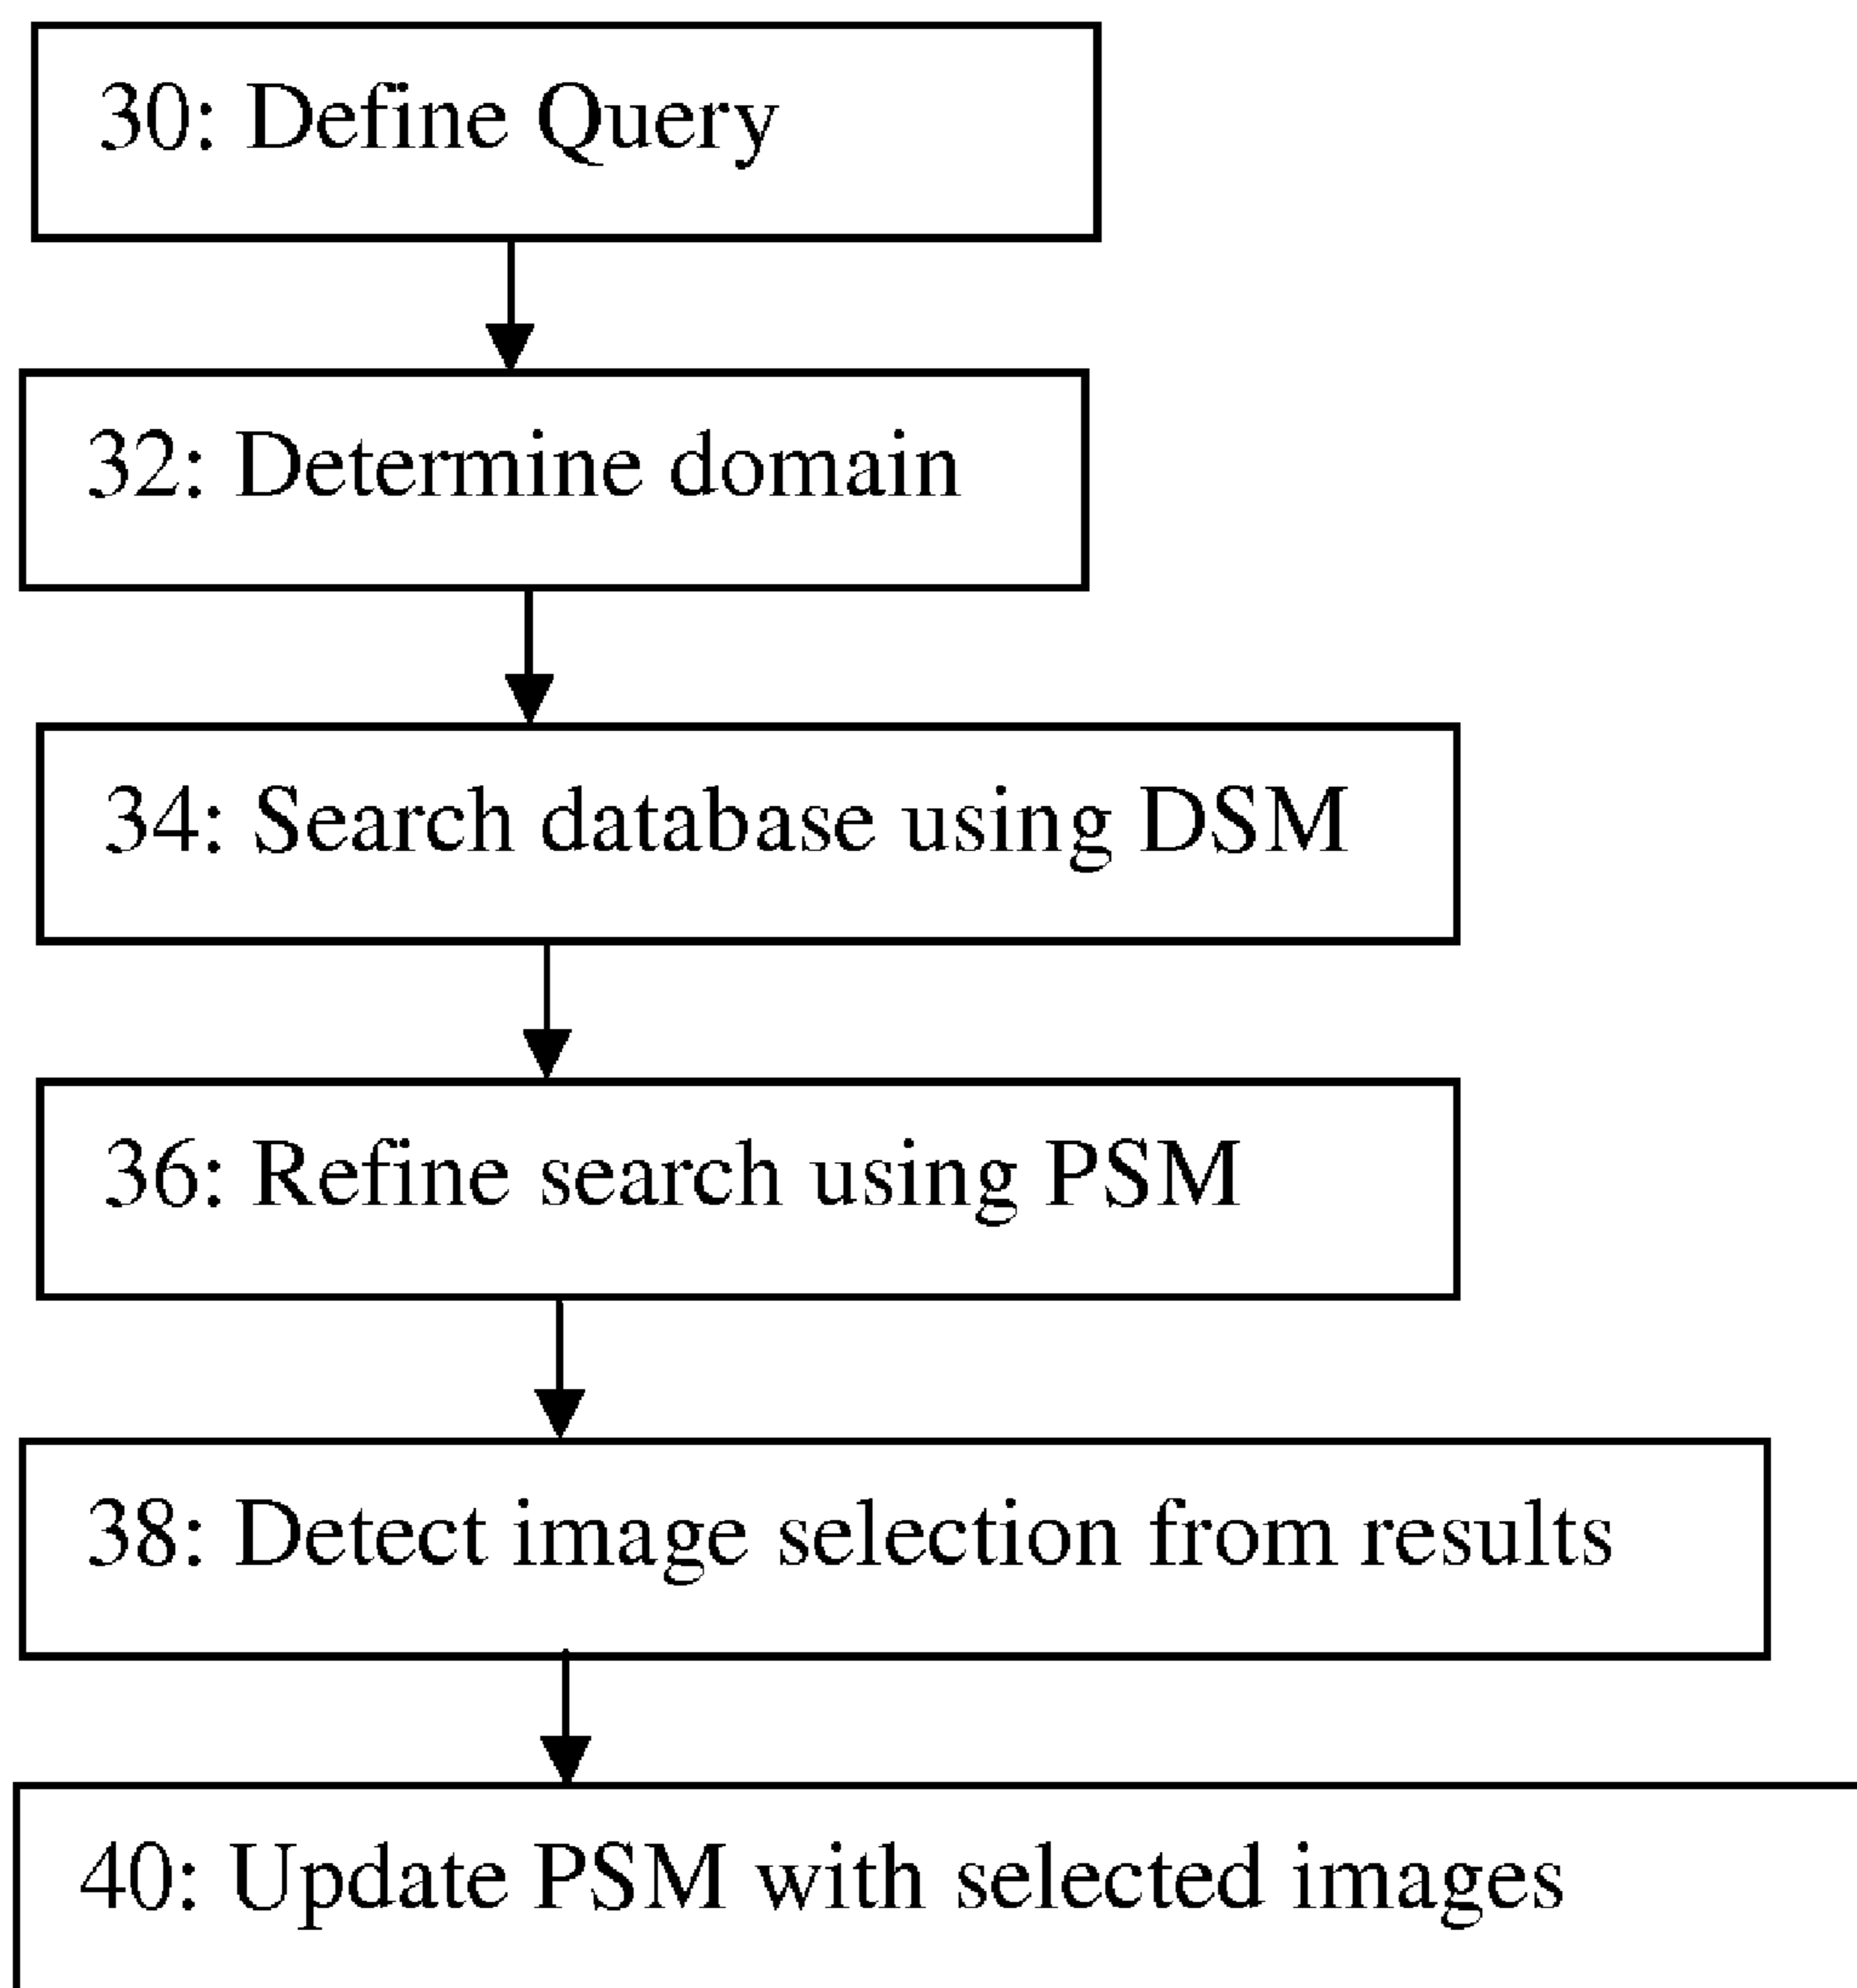 30: Define Query
32: Determine domain
34: Search database using DSM
36: Refine search using PSM
38: Detect image selection from results
40: Update PSM with selected images